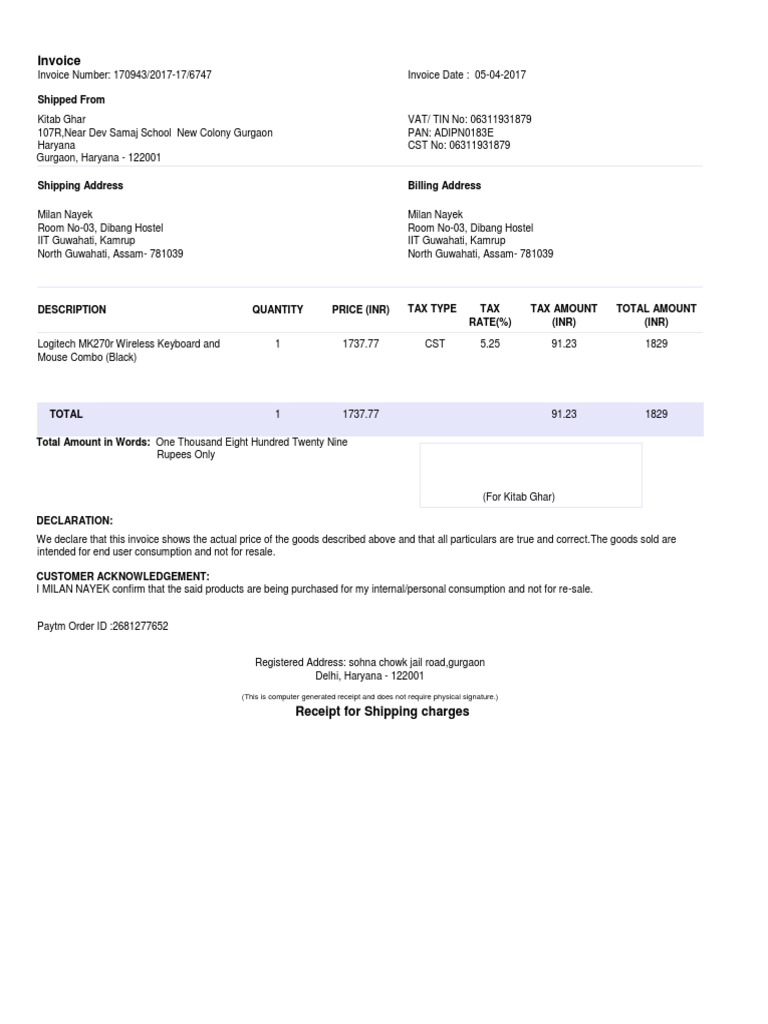 Invoice
Invoice Number: 170943/2017-17/6747 Invoice Date : 05-04-2017
Shipped From
Kitab Ghar VAT/ TIN No: 06311931879
107R,Near Dev Samaj School New Colony Gurgaon PAN: ADIPN0183E
Haryana CST No: 06311931879
Gurgaon, Haryana - 122001
Shipping Address Billing Address
Milan Nayek Milan Nayek
Room No-03, Dibang Hostel Room No-03, Dibang Hostel
IIT Guwahati, Kamrup IIT Guwahati, Kamrup
North Guwahati, Assam- 781039 North Guwahati, Assam- 781039
DESCRIPTION QUANTITY PRICE (INR) TAX TYPE TAX TAX AMOUNT TOTAL AMOUNT
RATE(%) (INR) (INR)
Logitech MK270r Wireless Keyboard and 1 1737.77 CST 5.25 91.23 1829
Mouse Combo (Black)
TOTAL 1 1737.77 91.23 1829
Total Amount in Words: One Thousand Eight Hundred Twenty Nine
Rupees Only
(For Kitab Ghar)
DECLARATION:
We declare that this invoice shows the actual price of the goods described above and that all particulars are true and correct.The goods sold are
intended for end user consumption and not for resale.
CUSTOMER ACKNOWLEDGEMENT:
I MILAN NAYEK confirm that the said products are being purchased for my internal/personal consumption and not for re-sale.
Paytm Order ID :2681277652
Registered Address: sohna chowk jail road,gurgaon
Delhi, Haryana - 122001
(This is computer generated receipt and does not require physical signature.)
Receipt for Shipping charges